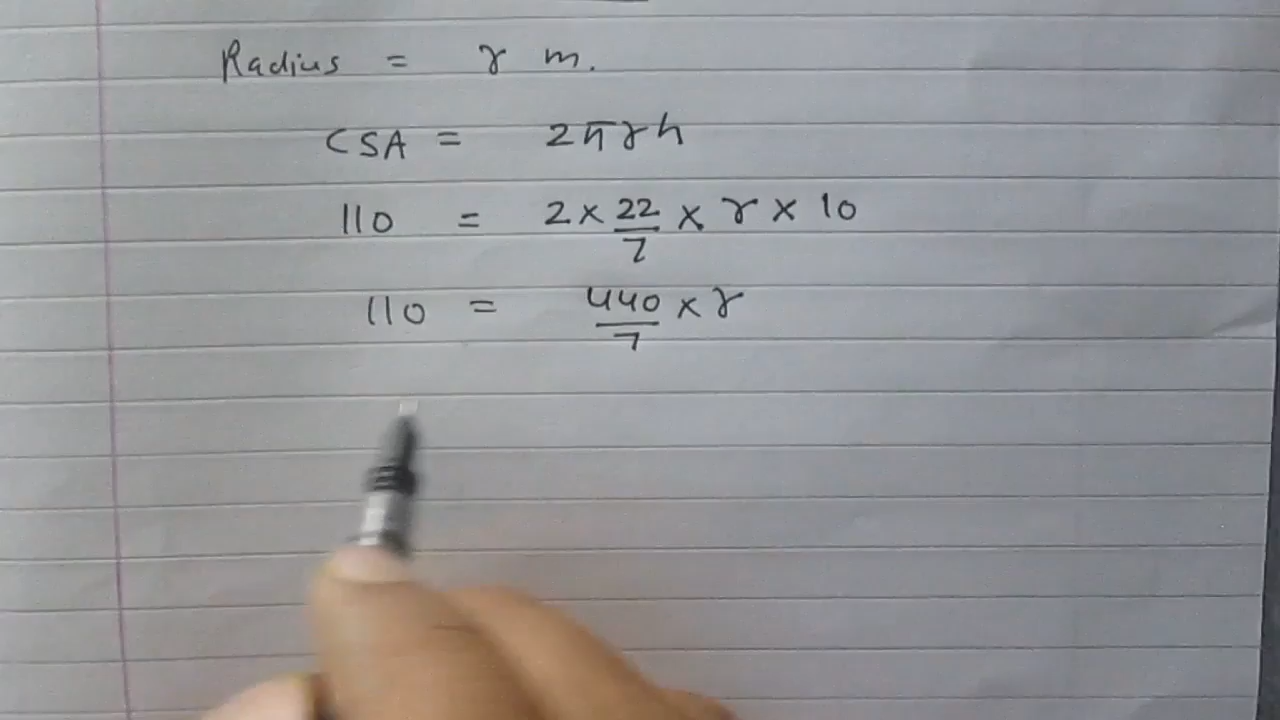 Radius = r m.
CSA = 2πrh
110 = 2 × 22/7 × r × 10
110 = 440/7 × r